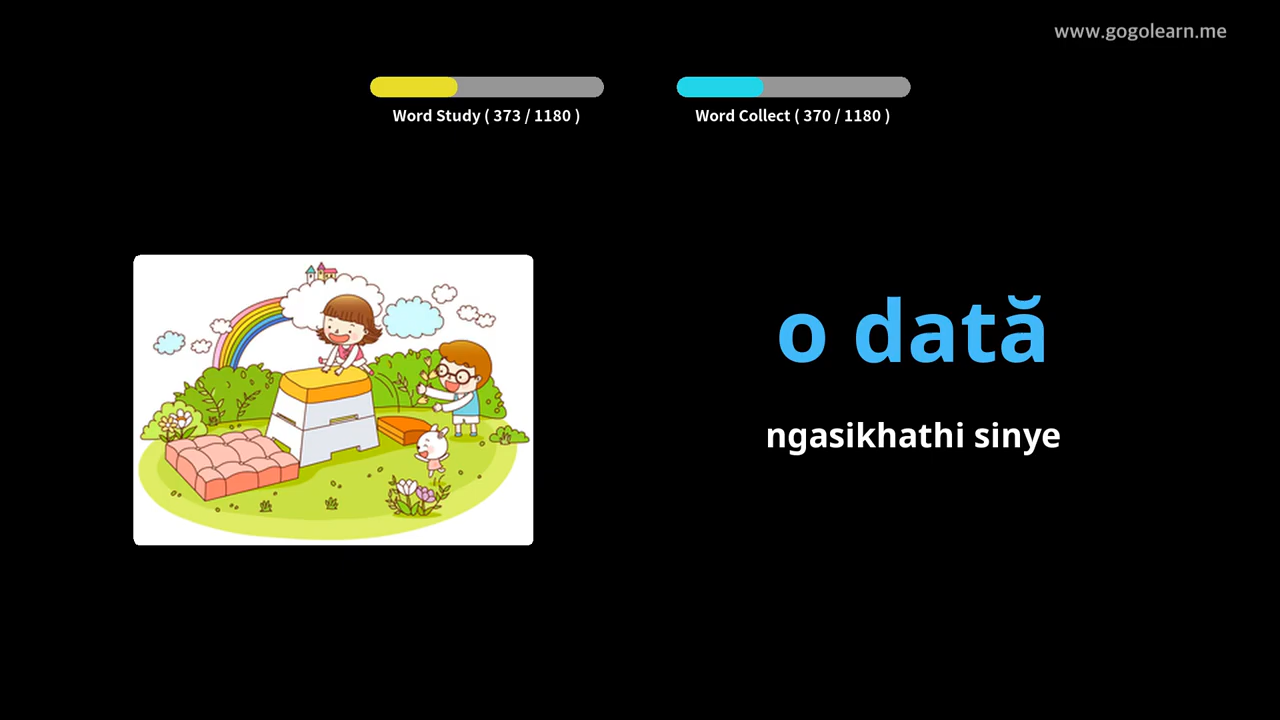 www.gogolearn.me
Word Study ( 373 / 1180 )
Word Collect ( 370 / 1180 )
o dată
ngasikhathi sinye